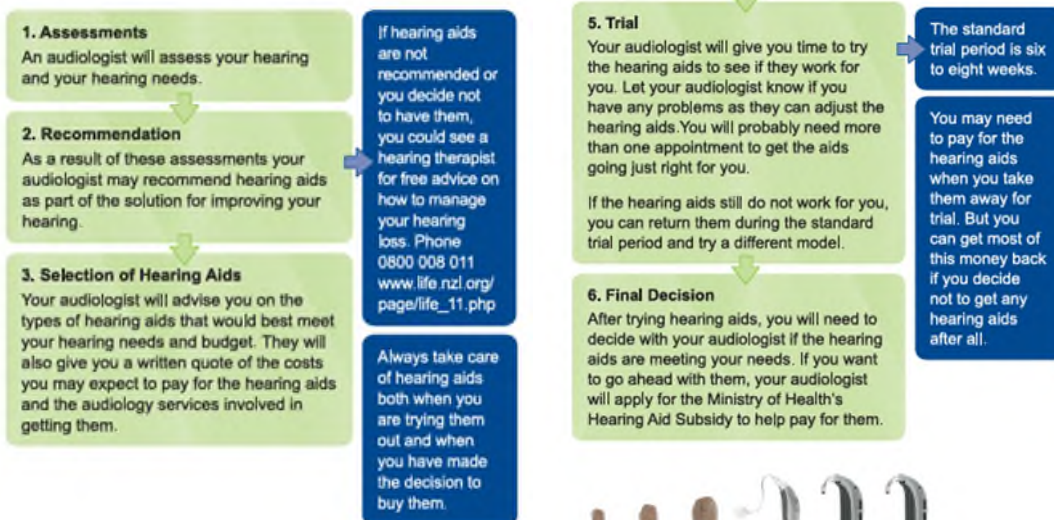 1. Assessments
An audiologist will assess your hearing
and your hearing needs.
2. Recommendation
As a result of these assessments your
audiologist may recommend hearing aids
as part of the solution for improving your
hearing.
3. Selection of Hearing Aids
Your audiologist will advise you on the
types of hearing aids that would best meet
your hearing needs and budget. They will
also give you a written quote of the costs
you may expect to pay for the hearing aids
and the audiology services involved in
getting them.
If hearing aids
are not
recommended or
you decide not
to have them,
you could see a
hearing therapist
for free advice on
how to manage
your hearing
loss. Phone
0800 008 011
www.life.nzl.org/
page/life_11.php
Always take care
of hearing aids
both when you
are trying them
out and when
you have made
the decision to
buy them.
5. Trial
Your audiologist will give you time to try
the hearing aids to see if they work for
you. Let your audiologist know if you
have any problems as they can adjust the
hearing aids.You will probably need more
than one appointment to get the aids
going just right for you.
If the hearing aids still do not work for you,
you can return them during the standard
trial period and try a different model.
6. Final Decision
After trying hearing aids, you will need to
decide with your audiologist if the hearing
aids are meeting your needs. If you want
to go ahead with them, your audiologist
will apply for the Ministry of Health's
Hearing Aid Subsidy to help pay for them.
The standard
trial period is six
to eight weeks.
You may need
to pay for the
hearing aids
when you take
them away for
trial. But you
can get most of
this money back
if you decide
not to get any
hearing aids
after all.